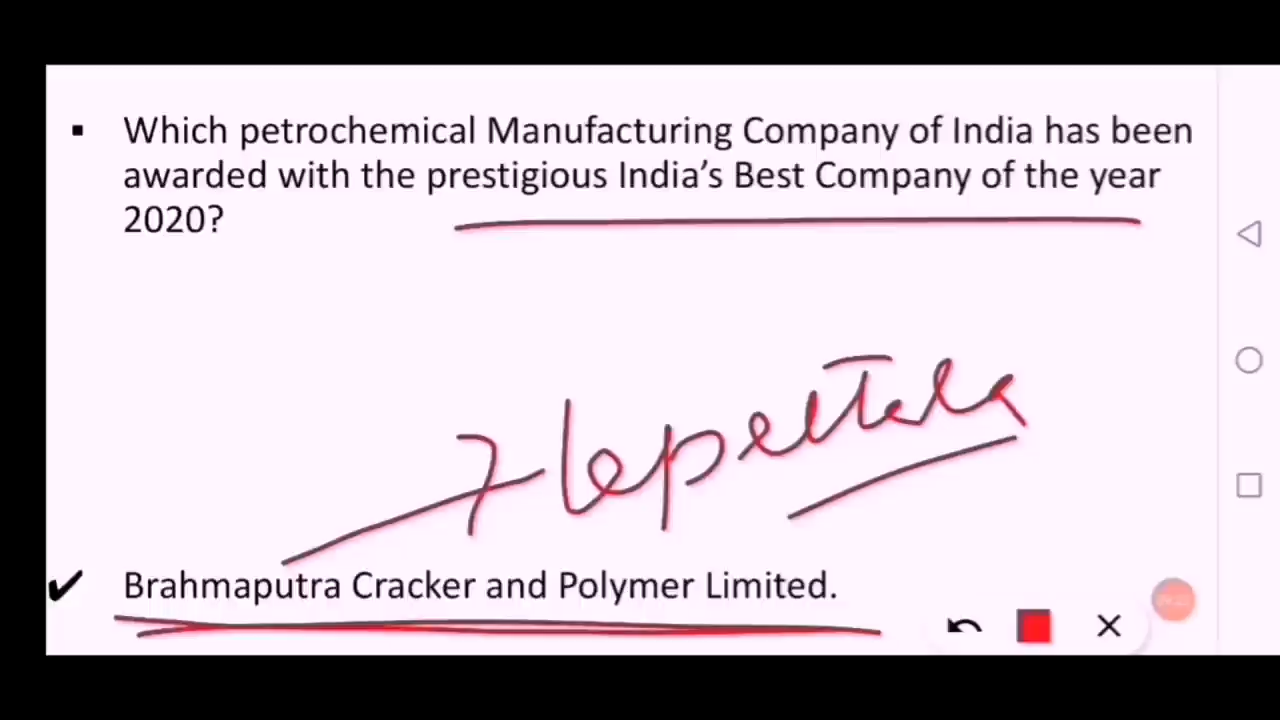 ▪ Which petrochemical Manufacturing Company of India has been
awarded with the prestigious India's Best Company of the year
2020?
✔ Brahmaputra Cracker and Polymer Limited.